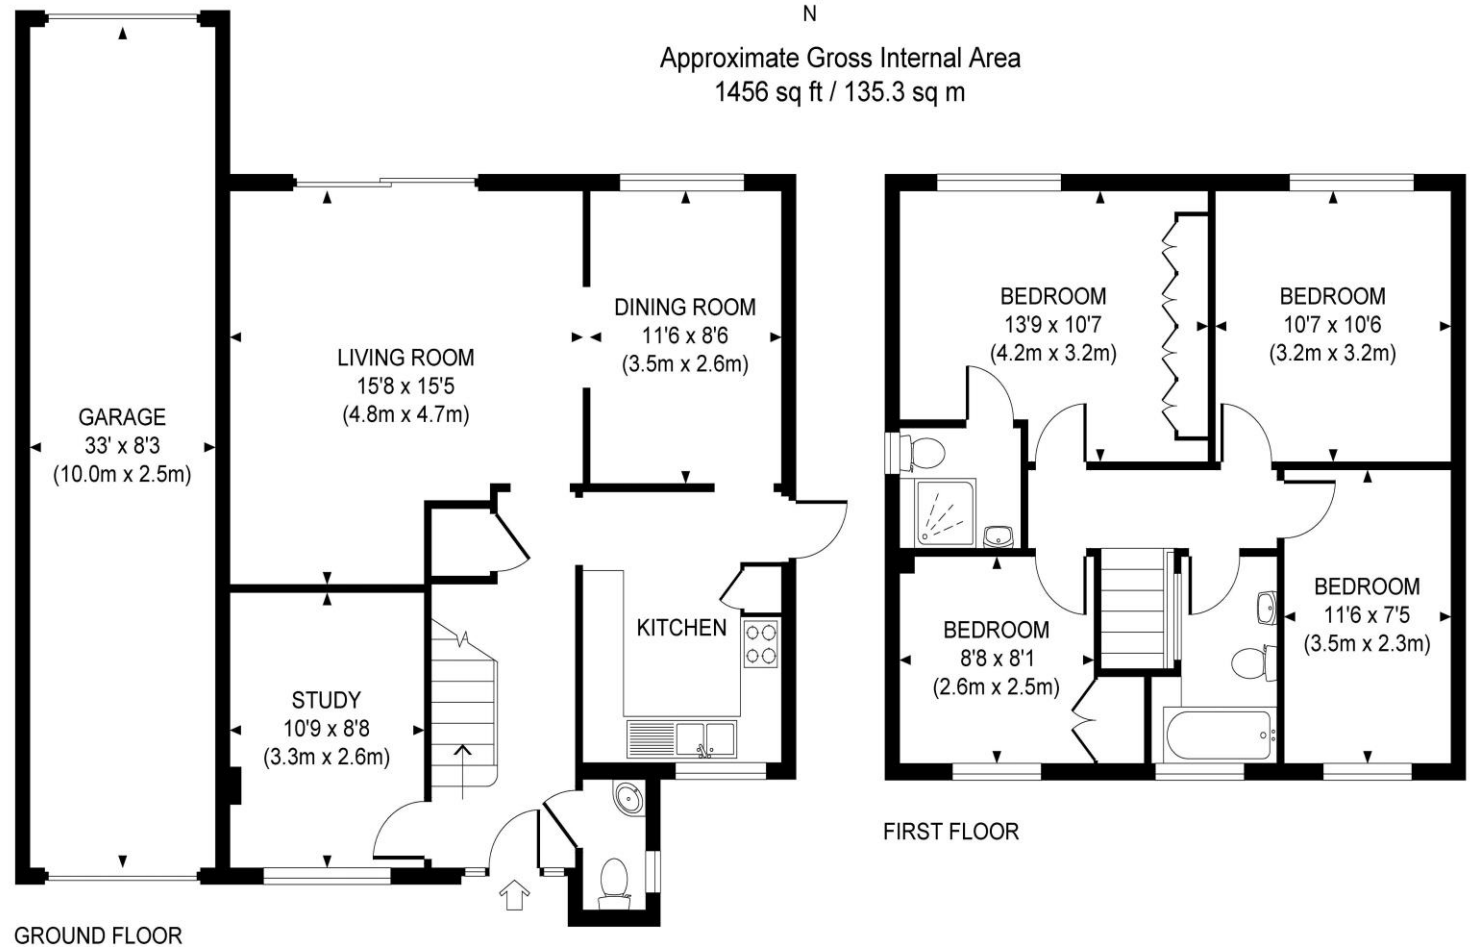 N
Approximate Gross Internal Area
1456 sq ft / 135.3 sq m
GARAGE
33' x 8'3
(10.0m x 2.5m)
LIVING ROOM
15'8 x 15'5
(4.8m x 4.7m)
DINING ROOM
11'6 x 8'6
(3.5m x 2.6m)
KITCHEN
STUDY
10'9 x 8'8
(3.3m x 2.6m)
GROUND FLOOR
BEDROOM
13'9 x 10'7
(4.2m x 3.2m)
BEDROOM
10'7 x 10'6
(3.2m x 3.2m)
BEDROOM
8'8 x 8'1
(2.6m x 2.5m)
BEDROOM
11'6 x 7'5
(3.5m x 2.3m)
FIRST FLOOR